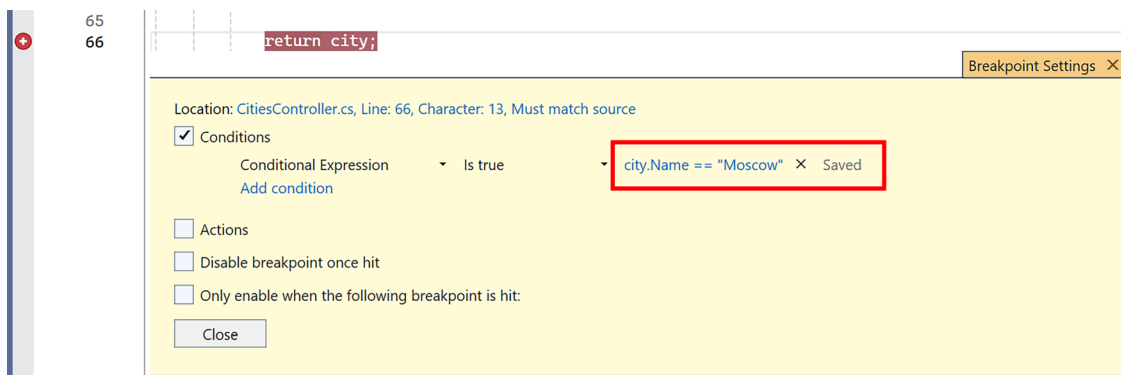 65
66 return city;
Breakpoint Settings ×
Location: CitiesController.cs, Line: 66, Character: 13, Must match source
Conditions
Conditional Expression Is true city.Name == "Moscow" × Saved
Add condition
Actions
Disable breakpoint once hit
Only enable when the following breakpoint is hit:
Close